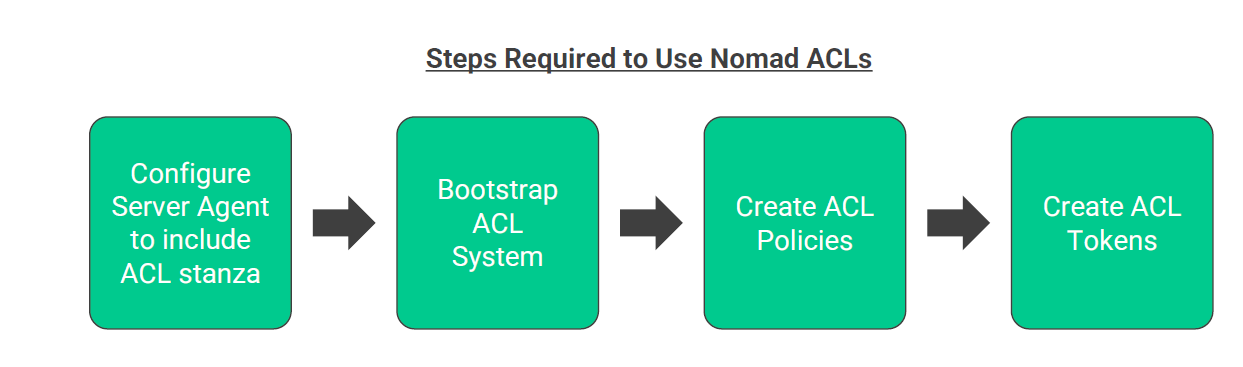 Steps Required to Use Nomad ACLs
Configure
Server Agent
to include
ACL stanza
Bootstrap
ACL
System
Create ACL
Policies
Create ACL
Tokens